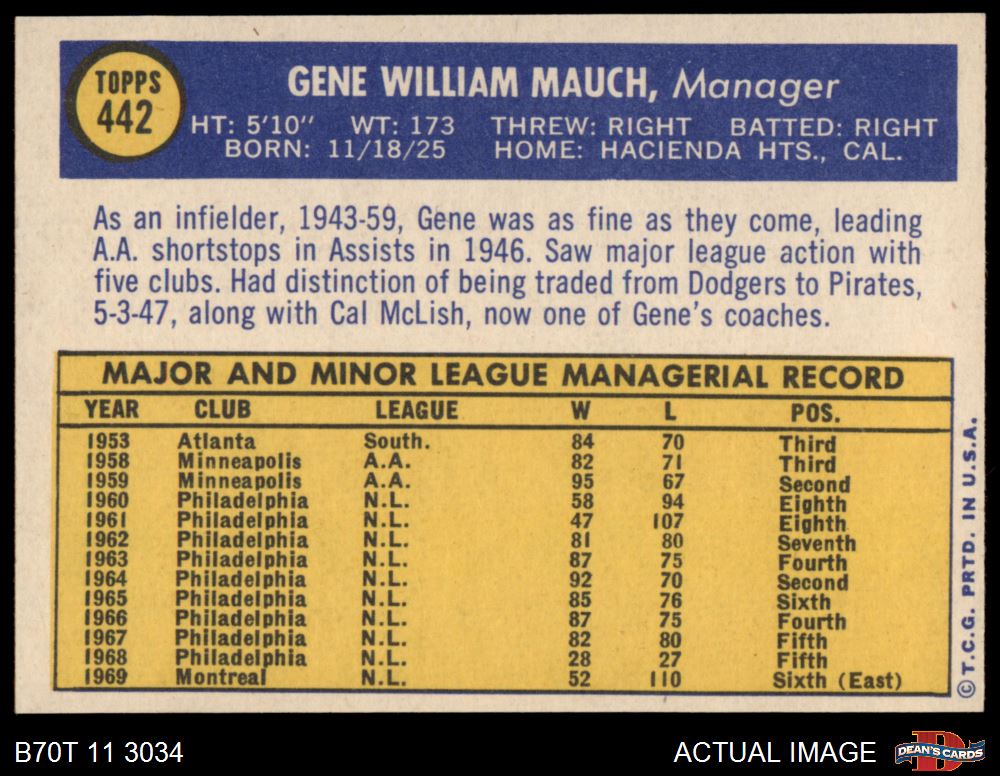 TOPPS
442
GENE WILLIAM MAUCH, Manager
HT: 5'10" WT: 173 THREW: RIGHT BATTED: RIGHT
BORN: 11/18/25 HOME: HACIENDA HTS., CAL.
As an infielder, 1943-59, Gene was as fine as they come, leading
A.A. shortstops in Assists in 1946. Saw major league action with
five clubs. Had distinction of being traded from Dodgers to Pirates,
5-3-47, along with Cal McLish, now one of Gene's coaches.
MAJOR AND MINOR LEAGUE MANAGERIAL RECORD
YEAR CLUB LEAGUE W L POS.
1953 Atlanta South. 84 70 Third
1958 Minneapolis A.A. 82 71 Third
1959 Minneapolis A.A. 95 67 Second
1960 Philadelphia N.L. 58 94 Eighth
1961 Philadelphia N.L. 47 107 Eighth
1962 Philadelphia N.L. 81 80 Seventh
1963 Philadelphia N.L. 87 75 Fourth
1964 Philadelphia N.L. 92 70 Second
1965 Philadelphia N.L. 85 76 Sixth
1966 Philadelphia N.L. 87 75 Fourth
1967 Philadelphia N.L. 82 80 Fifth
1968 Philadelphia N.L. 28 27 Fifth
1969 Montreal N.L. 52 110 Sixth (East)
© T.C.G. PRTD. IN U.S.A.
B70T 11 3034
ACTUAL IMAGE
D
DEAN'S CARDS